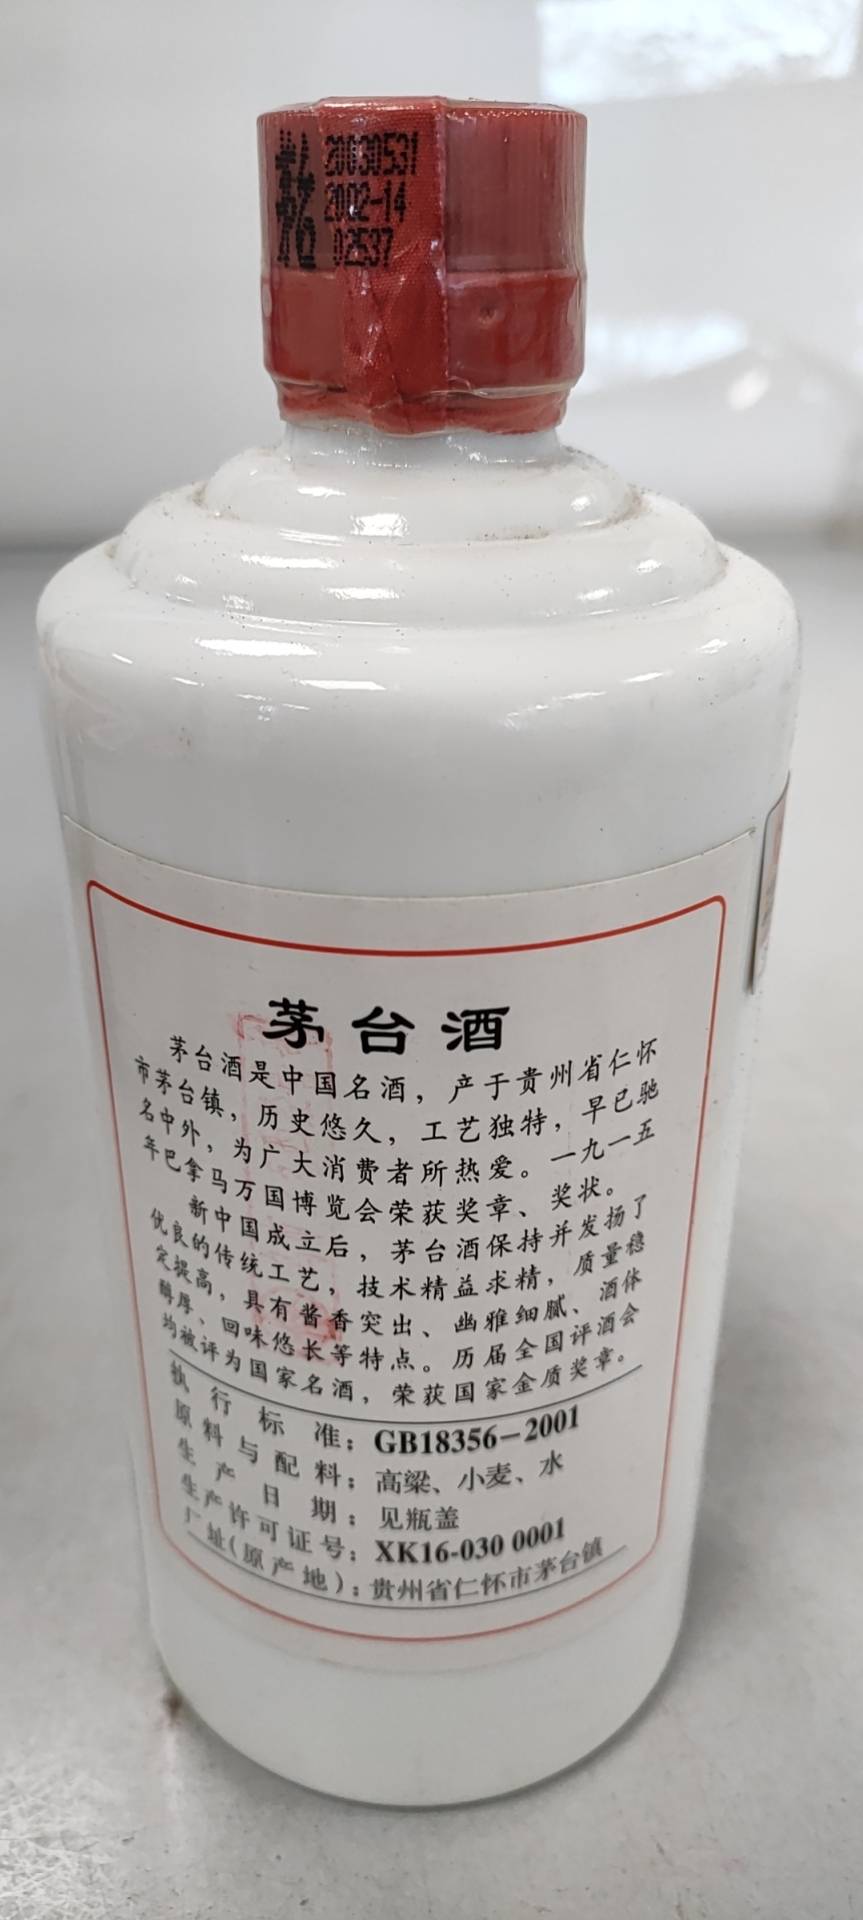 20030531
2002-14
02537
茅台酒
茅台酒是中国名酒，产于贵州省仁怀
市茅台镇，历史悠久，工艺独特，早已驰
名中外，为广大消费者所热爱。一九一五
年巴拿马万国博览会荣获奖章、奖状。
新中国成立后，茅台酒保持并发扬了
优良的传统工艺，技术精益求精，质量稳
定提高，具有酱香突出、幽雅细腻、酒体
醇厚、回味悠长等特点。历届全国评酒会
均被评为国家名酒，荣获国家金质奖章。
执行标准：GB18356-2001
原料与配料：高粱、小麦、水
生产日期：见瓶盖
生产许可证号：XK16-030 0001
厂址(原产地)：贵州省仁怀市茅台镇